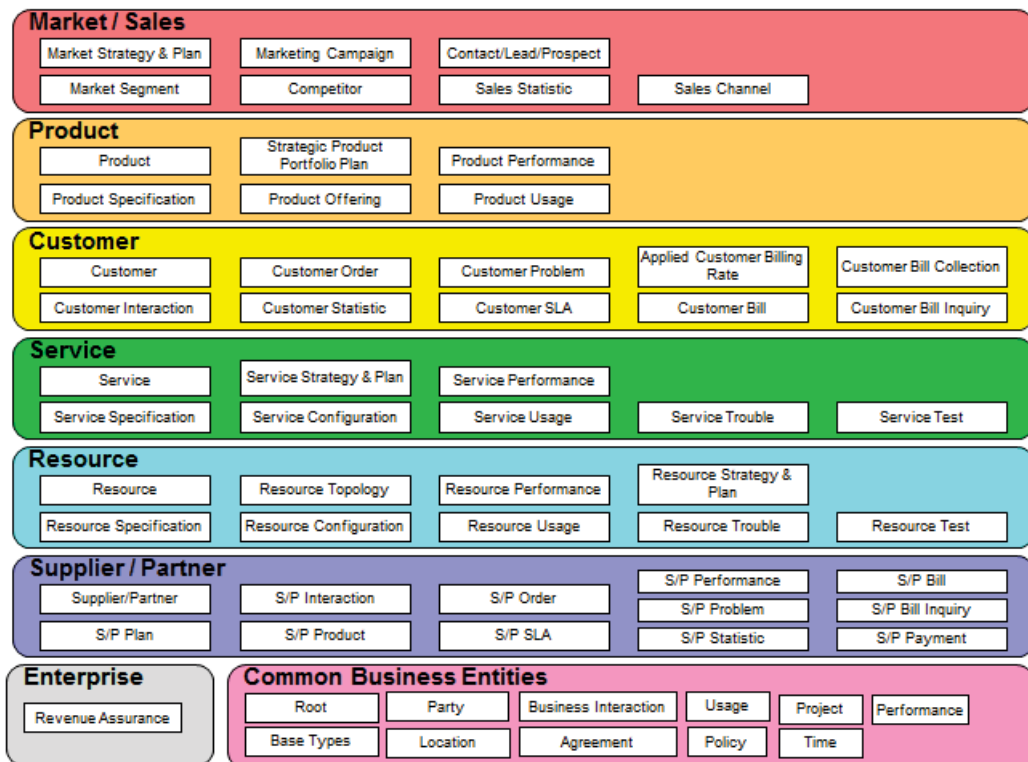 Market / Sales
Market Strategy & Plan
Marketing Campaign
Contact/Lead/Prospect
Market Segment
Competitor
Sales Statistic
Sales Channel
Product
Product
Strategic Product
Portfolio Plan
Product Performance
Product Specification
Product Offering
Product Usage
Customer
Customer
Customer Order
Customer Problem
Applied Customer Billing
Rate
Customer Bill Collection
Customer Interaction
Customer Statistic
Customer SLA
Customer Bill
Customer Bill Inquiry
Service
Service
Service Strategy & Plan
Service Performance
Service Specification
Service Configuration
Service Usage
Service Trouble
Service Test
Resource
Resource
Resource Topology
Resource Performance
Resource Strategy &
Plan
Resource Specification
Resource Configuration
Resource Usage
Resource Trouble
Resource Test
Supplier / Partner
Supplier/Partner
S/P Interaction
S/P Order
S/P Performance
S/P Bill
S/P Problem
S/P Bill Inquiry
S/P Plan
S/P Product
S/P SLA
S/P Statistic
S/P Payment
Enterprise
Revenue Assurance
Common Business Entities
Root
Party
Business Interaction
Usage
Project
Performance
Base Types
Location
Agreement
Policy
Time